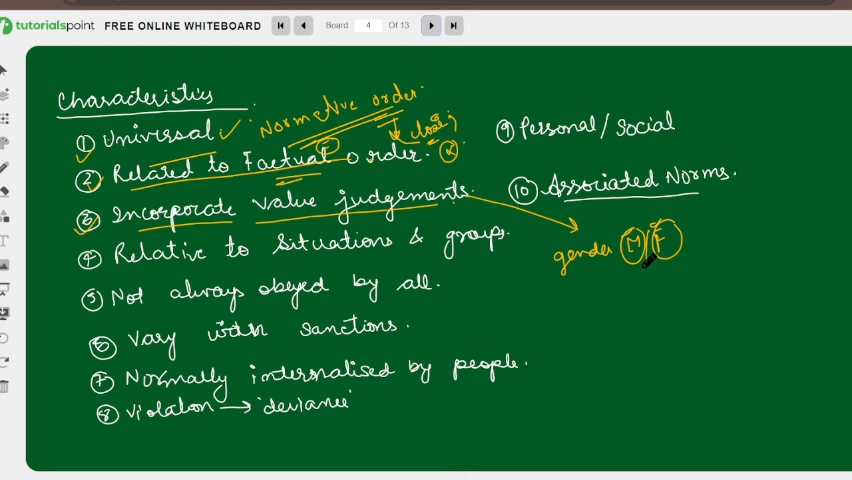 tutorialspoint FREE ONLINE WHITEBOARD Board 4 Of 13
Characteristics
Normative order.
① Universal
② Related to Factual order.
③ Incorporate value judgements.
④ Relative to situations & groups.
⑤ Not always obeyed by all.
⑥ Vary with sanctions.
⑦ Normally internalised by people.
⑧ Violation → 'deviance'
⑨ Personal / Social
⑩ Associated Norms.
gender M/F